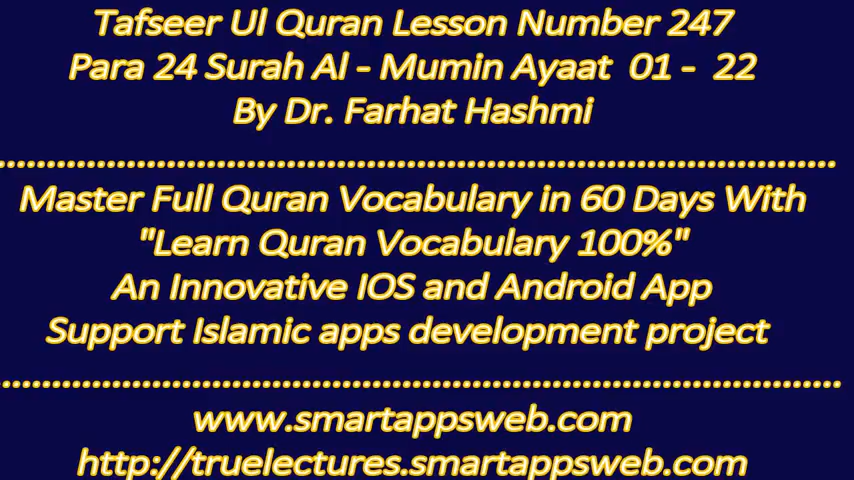 Tafseer Ul Quran Lesson Number 247
Para 24 Surah Al - Mumin Ayaat 01 - 22
By Dr. Farhat Hashmi
Master Full Quran Vocabulary in 60 Days With
"Learn Quran Vocabulary 100%"
An Innovative IOS and Android App
Support Islamic apps development project
www.smartappsweb.com
http://truelectures.smartappsweb.com